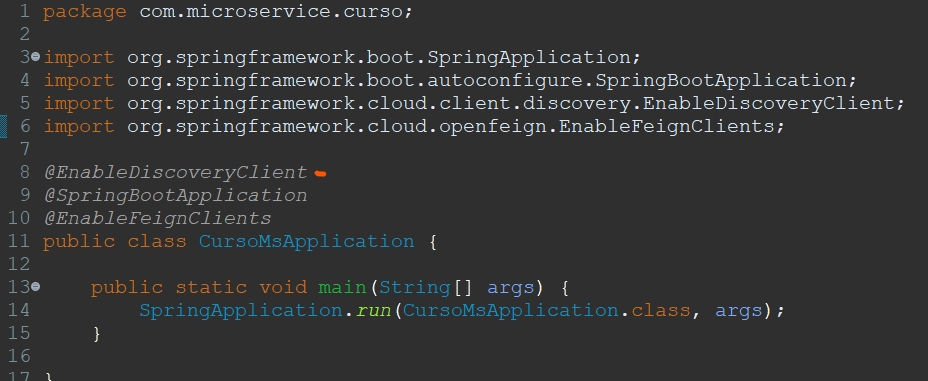 1 package com.microservice.curso;
2
3 import org.springframework.boot.SpringApplication;
4 import org.springframework.boot.autoconfigure.SpringBootApplication;
5 import org.springframework.cloud.client.discovery.EnableDiscoveryClient;
6 import org.springframework.cloud.openfeign.EnableFeignClients;
7
8 @EnableDiscoveryClient
9 @SpringBootApplication
10 @EnableFeignClients
11 public class CursoMsApplication {
12
13 public static void main(String[] args) {
14 SpringApplication.run(CursoMsApplication.class, args);
15 }
16
17 }